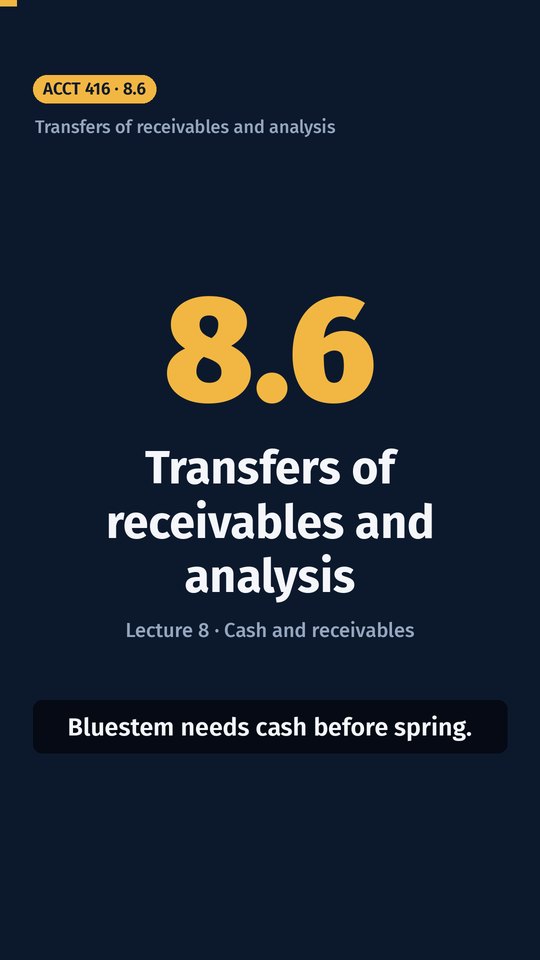 ACCT 416 · 8.6
Transfers of receivables and analysis
8.6
Transfers of
receivables and
analysis
Lecture 8 · Cash and receivables
Bluestem needs cash before spring.